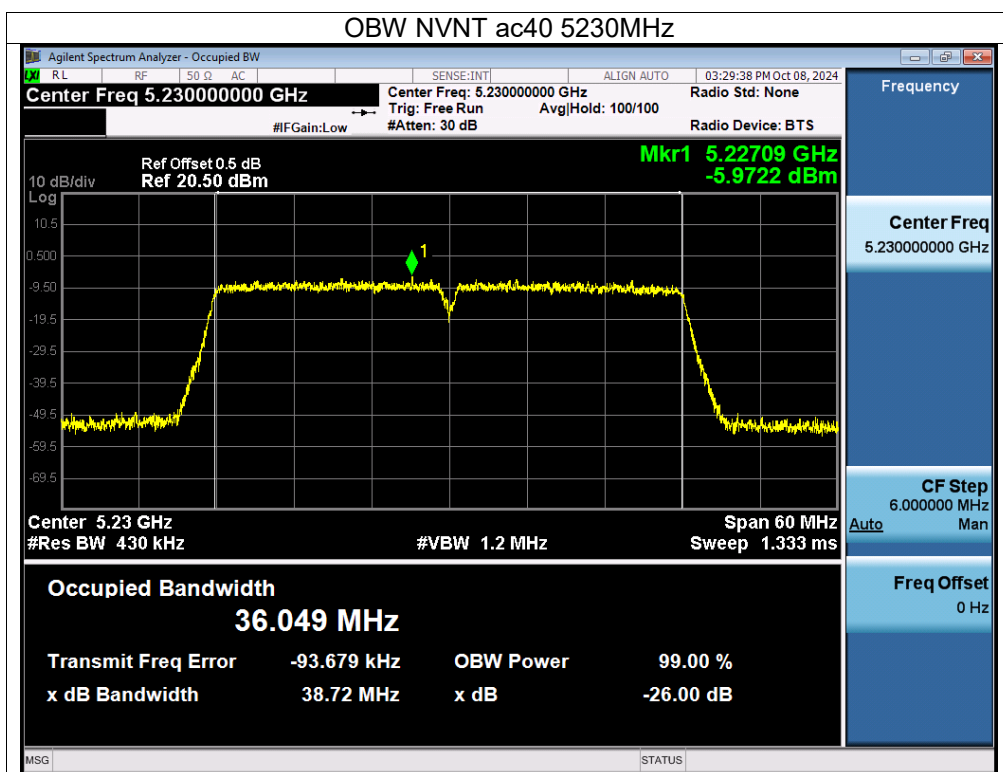 OBW NVNT ac40 5230MHz
Agilent Spectrum Analyzer - Occupied BW
LXI RL RF 50 Ω AC SENSE:INT ALIGN AUTO 03:29:38 PM Oct 08, 2024
Center Freq 5.230000000 GHz Center Freq: 5.230000000 GHz Radio Std: None
Trig: Free Run Avg|Hold: 100/100
#IFGain:Low #Atten: 30 dB Radio Device: BTS
Mkr1 5.22709 GHz
-5.9722 dBm
Ref Offset 0.5 dB
10 dB/div Ref 20.50 dBm
Log
10.5
0.500
-9.50
-19.5
-29.5
-39.5
-49.5
-59.5
-69.5
1
Center 5.23 GHz Span 60 MHz
#Res BW 430 kHz #VBW 1.2 MHz Sweep 1.333 ms
Occupied Bandwidth
36.049 MHz
Transmit Freq Error -93.679 kHz OBW Power 99.00 %
x dB Bandwidth 38.72 MHz x dB -26.00 dB
MSG STATUS
Frequency
Center Freq
5.230000000 GHz
CF Step
6.000000 MHz
Auto Man
Freq Offset
0 Hz